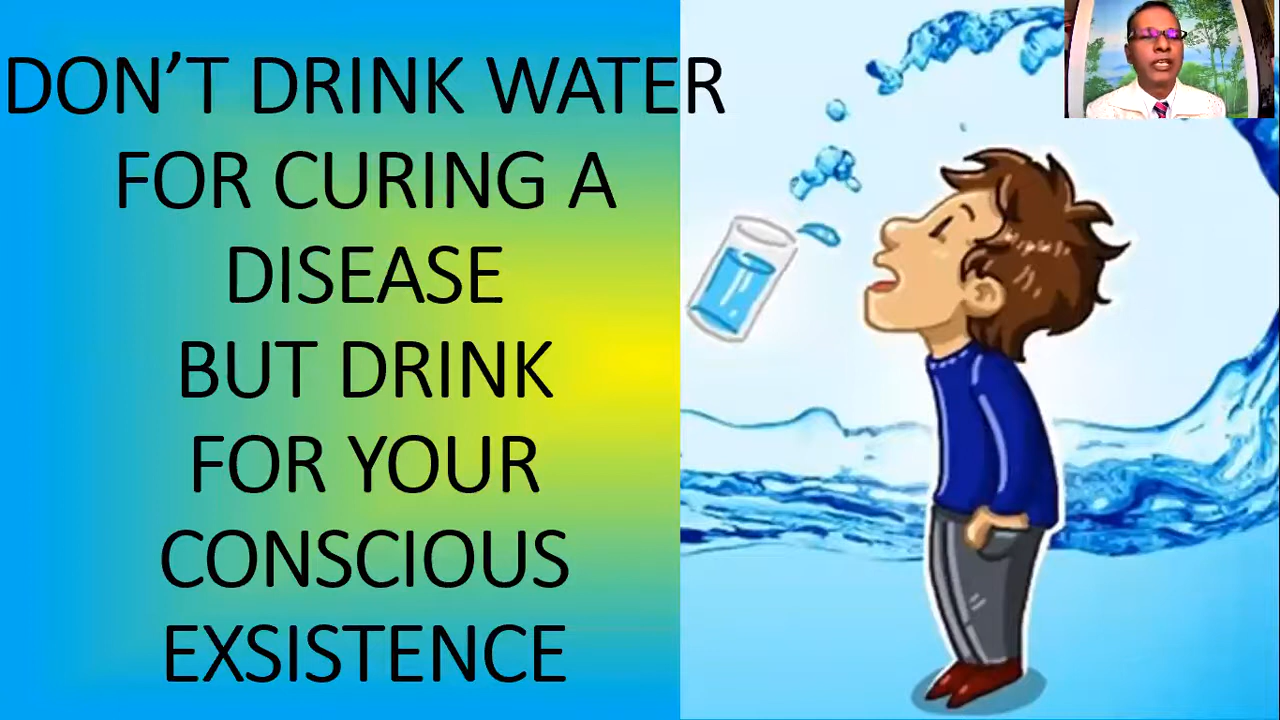 DON’T DRINK WATER
FOR CURING A
DISEASE
BUT DRINK
FOR YOUR
CONSCIOUS
EXSISTENCE